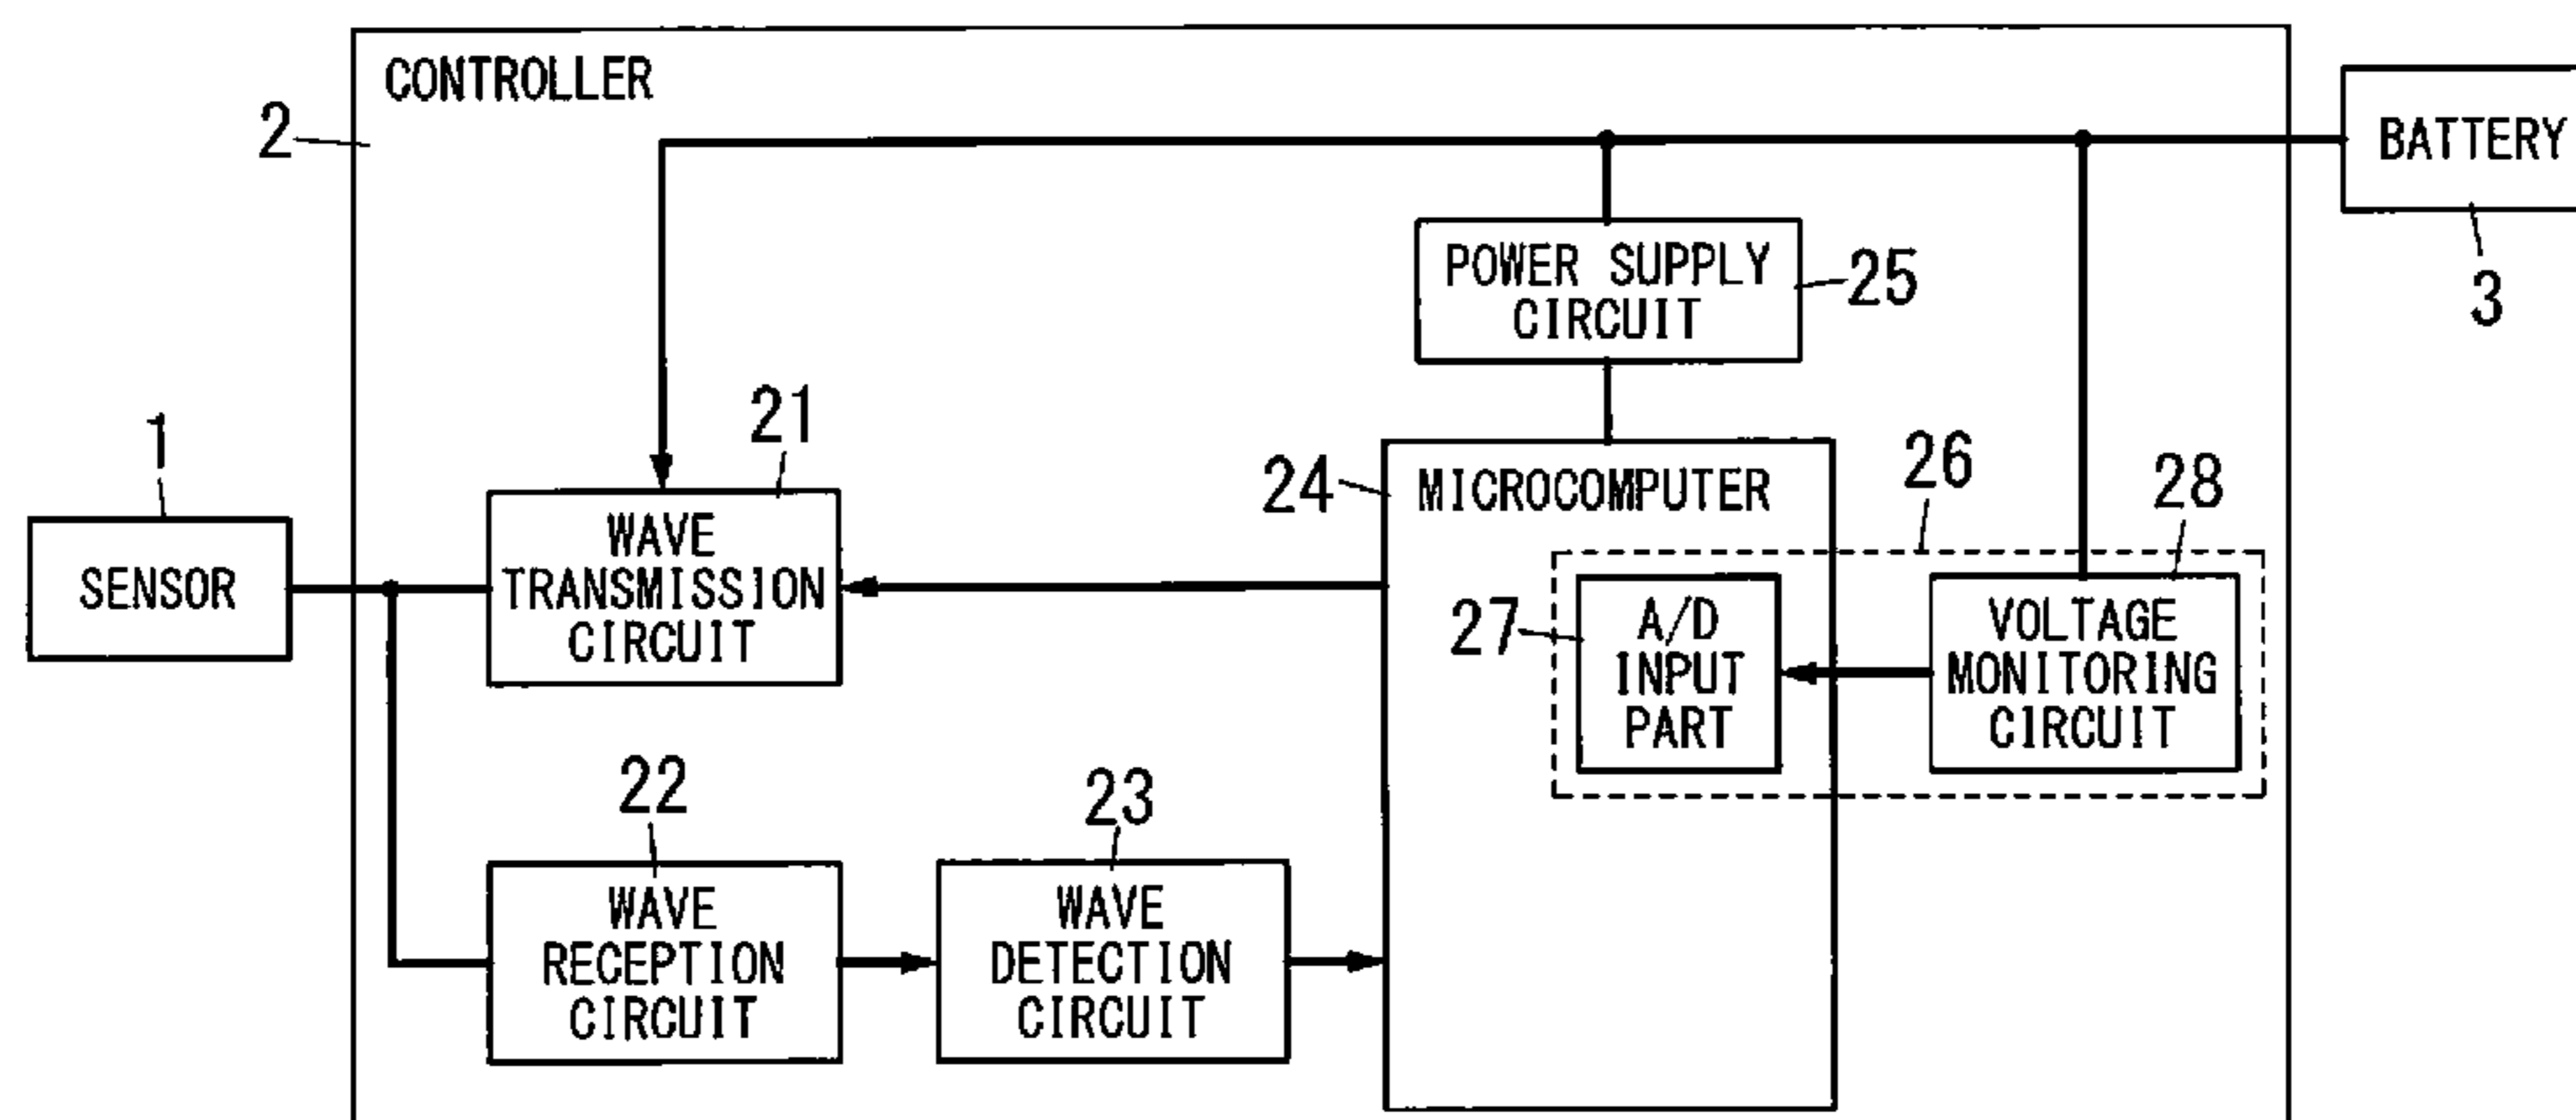 CONTROLLER
2
BATTERY
3
POWER SUPPLY
CIRCUIT
25
1
SENSOR
21
WAVE
TRANSMISSION
CIRCUIT
24
MICROCOMPUTER
26
28
27
A/D
INPUT
PART
VOLTAGE
MONITORING
CIRCUIT
22
WAVE
RECEPTION
CIRCUIT
23
WAVE
DETECTION
CIRCUIT